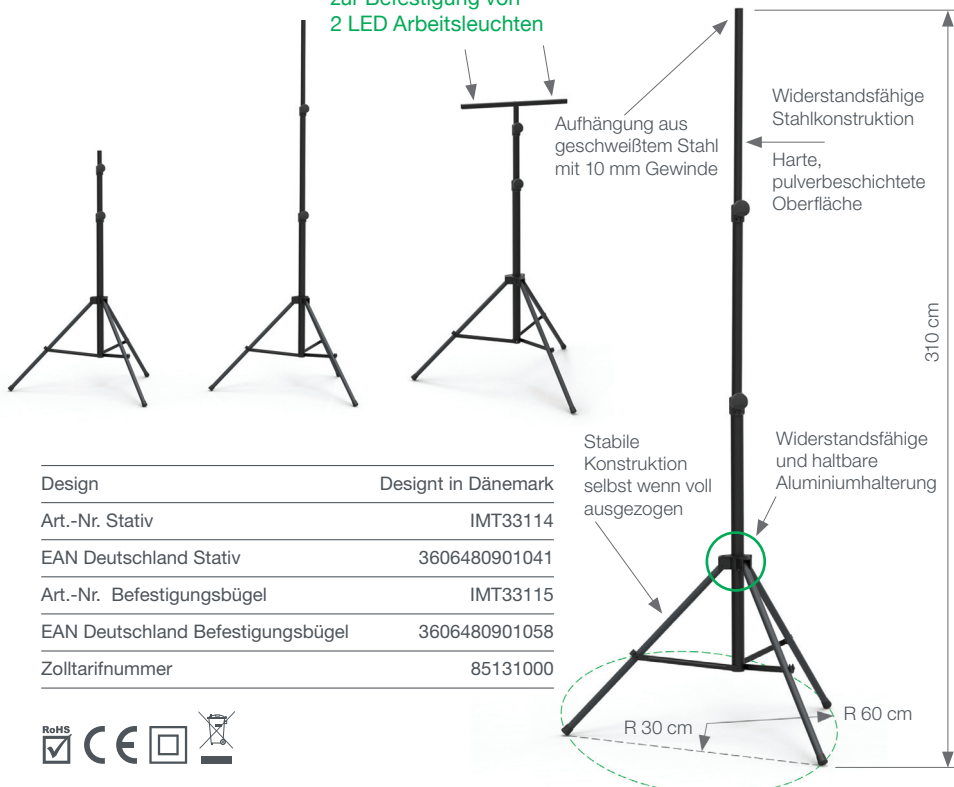 zur Befestigung von
2 LED Arbeitsleuchten
Aufhängung aus
geschweißtem Stahl
mit 10 mm Gewinde
Widerstandsfähige
Stahlkonstruktion
Harte,
pulverbeschichtete
Oberfläche
310 cm
Stabile
Konstruktion
selbst wenn voll
ausgezogen
Widerstandsfähige
und haltbare
Aluminiumhalterung
R 30 cm
R 60 cm
Design Designt in Dänemark
Art.-Nr. Stativ IMT33114
EAN Deutschland Stativ 3606480901041
Art.-Nr. Befestigungsbügel IMT33115
EAN Deutschland Befestigungsbügel 3606480901058
Zolltarifnummer 85131000
RoHS
CE